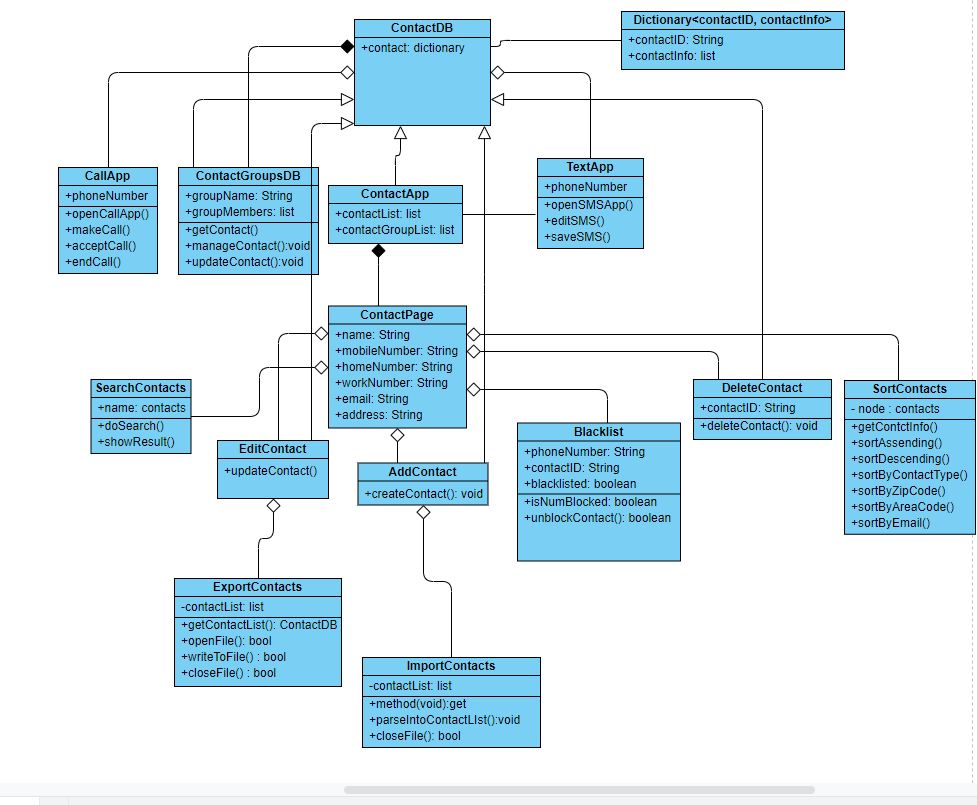 ContactDB
+contact: dictionary
Dictionary<contactID, contactInfo>
+contactID: String
+contactInfo: list
CallApp
+phoneNumber
+openCallApp()
+makeCall()
+acceptCall()
+endCall()
ContactGroupsDB
+groupName: String
+groupMembers: list
+getContact()
+manageContact():void
+updateContact():void
ContactApp
+contactList: list
+contactGroupList: list
TextApp
+phoneNumber
+openSMSApp()
+editSMS()
+saveSMS()
ContactPage
+name: String
+mobileNumber: String
+homeNumber: String
+workNumber: String
+email: String
+address: String
SearchContacts
+name: contacts
+doSearch()
+showResult()
EditContact
+updateContact()
AddContact
+createContact(): void
Blacklist
+phoneNumber: String
+contactID: String
+blacklisted: boolean
+isNumBlocked: boolean
+unblockContact(): boolean
DeleteContact
+contactID: String
+deleteContact(): void
SortContacts
- node : contacts
+getContctInfo()
+sortAssending()
+sortDescending()
+sortByContactType()
+sortByZipCode()
+sortByAreaCode()
+sortByEmail()
ExportContacts
-contactList: list
+getContactList(): ContactDB
+openFile(): bool
+writeToFile() : bool
+closeFile() : bool
ImportContacts
-contactList: list
+method(void):get
+parseIntoContactLIst():void
+closeFile(): bool